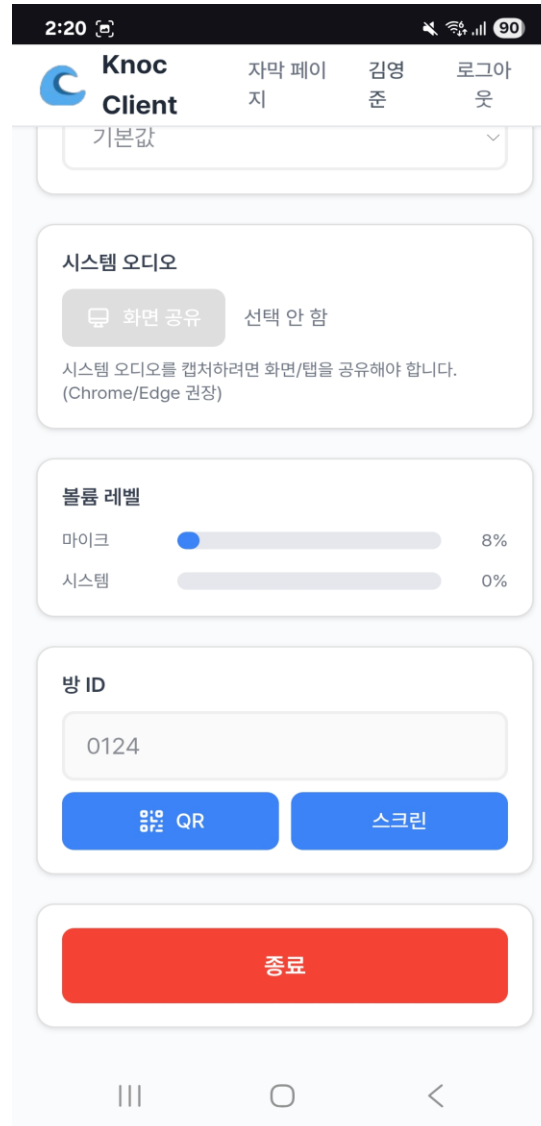 2:20
90
Knoc
Client
자막 페이
지
김영
준
로그아
웃
기본값
시스템 오디오
화면 공유
선택 안 함
시스템 오디오를 캡처하려면 화면/탭을 공유해야 합니다.
(Chrome/Edge 권장)
볼륨 레벨
마이크
8%
시스템
0%
방 ID
0124
QR
스크린
종료